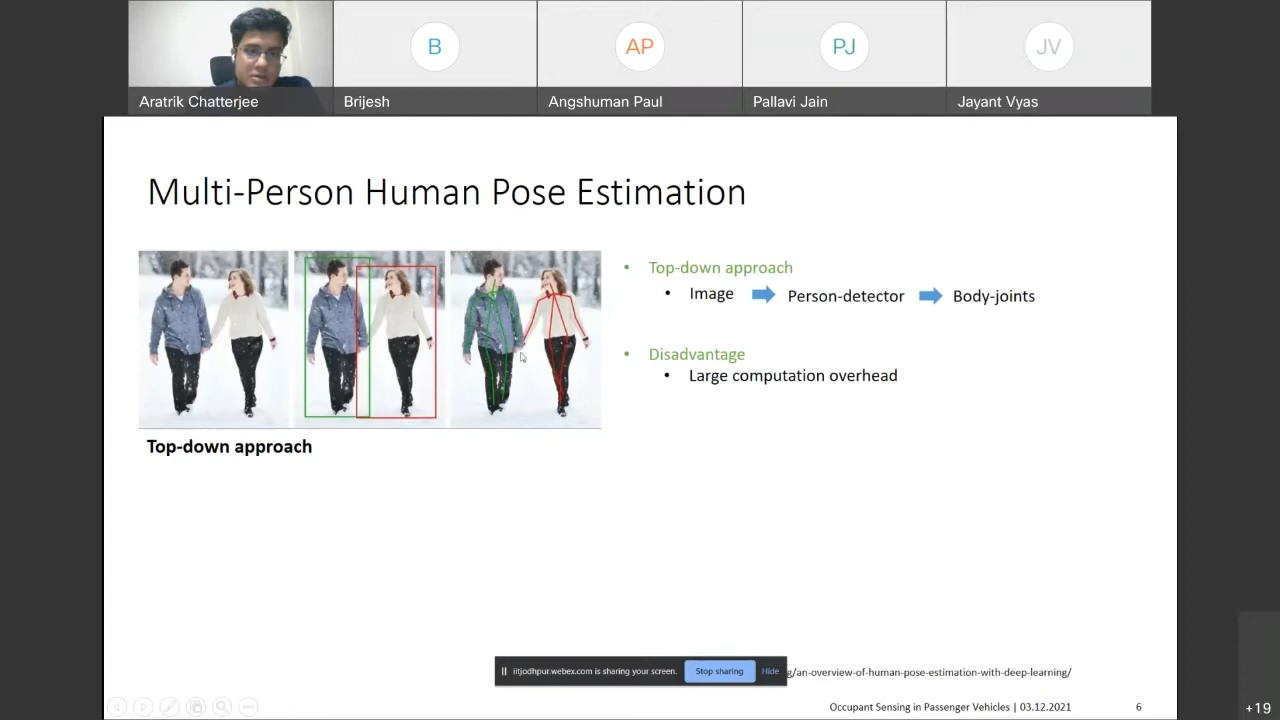 B
AP
PJ
JV
Aratrik Chatterjee
Brijesh
Angshuman Paul
Pallavi Jain
Jayant Vyas
Multi-Person Human Pose Estimation
• Top-down approach
• Image Person-detector Body-joints
• Disadvantage
• Large computation overhead
Top-down approach
iitjodhpur.webex.com is sharing your screen. Stop sharing Hide
g/an-overview-of-human-pose-estimation-with-deep-learning/
Occupant Sensing in Passenger Vehicles | 03.12.2021 6
+19